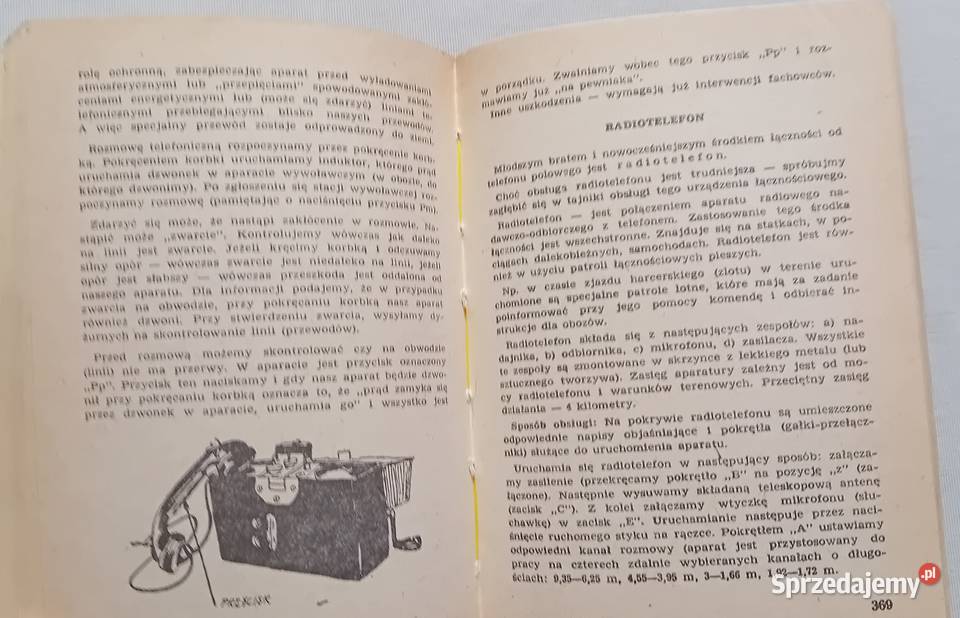 rolę ochronną, zabezpieczając aparat przed wyładowaniami
atmosferycznymi lub „przepięciami" spowodowanymi zakłó-
ceniami energetycznymi lub (może się zdarzyć) liniami te-
lefonicznymi przebiegającymi blisko naszych przewodów.
A więc specjalny przewód zostaje odprowadzony do ziemi.
Rozmowę telefoniczną rozpoczynamy przez pokręcenie korb-
ką. Pokręceniem korbki uruchamiamy induktor, którego prąd
uruchamia dzwonek w aparacie wywoławczym (w obozie, do
którego dzwonimy). Po zgłoszeniu się stacji wywoławczej roz-
poczynamy rozmowę (pamiętając o naciśnięciu przycisku Pm).
Zdarzyć się może, że nastąpi zakłócenie w rozmowie. Na-
stąpić może „zwarcie". Kontrolujemy wówczas jak daleko
na linii jest zwarcie. Jeżeli kręcimy korbką i odczuwamy
silny opór — wówczas zwarcie jest niedaleko na linii, jeżeli
opór jest słabszy — wówczas przeszkoda jest oddalona od
naszego aparatu. Dla informacji podajemy, że w przypadku
zwarcia na obwodzie, przy pokręcaniu korbką nasz aparat
również dzwoni. Przy stwierdzeniu zwarcia, wysyłamy dy-
żurnych na skontrolowanie linii (przewodów).
Przed rozmową możemy skontrolować czy na obwodzie
(linii) nie ma przerwy. W aparacie jest przycisk oznaczony
„Pp". Przycisk ten naciskamy i gdy nasz aparat będzie dzwo-
nił przy pokręcaniu korbką oznacza to, że „prąd zamyka się
przez dzwonek w aparacie, uruchamia go" i wszystko jest
PRZYCISK
w porządku. Zwalniamy wobec tego przycisk „Pp" i roz-
mawiamy już „na pewniaka".
Inne uszkodzenia — wymagają już interwencji fachowców.
RADIOTELEFON
Młodszym bratem i nowocześniejszym środkiem łączności od
telefonu polowego jest radiotelefon.
Choć obsługa radiotelefonu jest trudniejsza — spróbujmy
zagłębić się w tajniki obsługi tego urządzenia łącznościowego.
Radiotelefon — jest połączeniem aparatu radiowego na-
dawczo-odbiorczego z telefonem. Zastosowanie tego środka
łączności jest wszechstronne. Znajduje się na statkach, w po-
ciągach dalekobieżnych, samochodach. Radiotelefon jest rów-
nież w użyciu patroli łącznościowych pieszych.
Np. w czasie zjazdu harcerskiego (zlotu) w terenie uru-
chomione są specjalne patrole lotne, które mają za zadanie
poinformować przy jego pomocy komendę i odbierać in-
strukcje dla obozów.
Radiotelefon składa się z następujących zespołów: a) na-
dajnika, b) odbiornika, c) mikrofonu, d) zasilacza. Wszystkie
te zespoły są zmontowane w skrzynce z lekkiego metalu (lub
sztucznego tworzywa). Zasięg aparatury zależny jest od mo-
cy radiotelefonu i warunków terenowych. Przeciętny zasięg
działania — 4 kilometry.
Sposób obsługi: Na pokrywie radiotelefonu są umieszczone
odpowiednie napisy objaśniające i pokrętła (gałki-przełącz-
niki) służące do uruchomienia aparatu.
Uruchamia się radiotelefon w następujący sposób: załącza-
my zasilenie (przekręcamy pokrętło „B" na pozycję „z" (za-
łączone). Następnie wysuwamy składaną teleskopową antenę
(zacisk „C"). Z kolei załączamy wtyczkę mikrofonu (słu-
chawkę) w zacisk „E". Uruchamianie następuje przez naci-
śnięcie ruchomego styku na rączce. Pokrętłem „A" ustawiamy
odpowiedni kanał rozmowy (aparat jest przystosowany do
pracy na czterech zdalnie wybieranych kanałach o długo-
ściach: 9,35—6,25 m, 4,55—3,95 m, 3—1,66 m, 1,92—1,72 m.
369
Sprzedajemy.pl